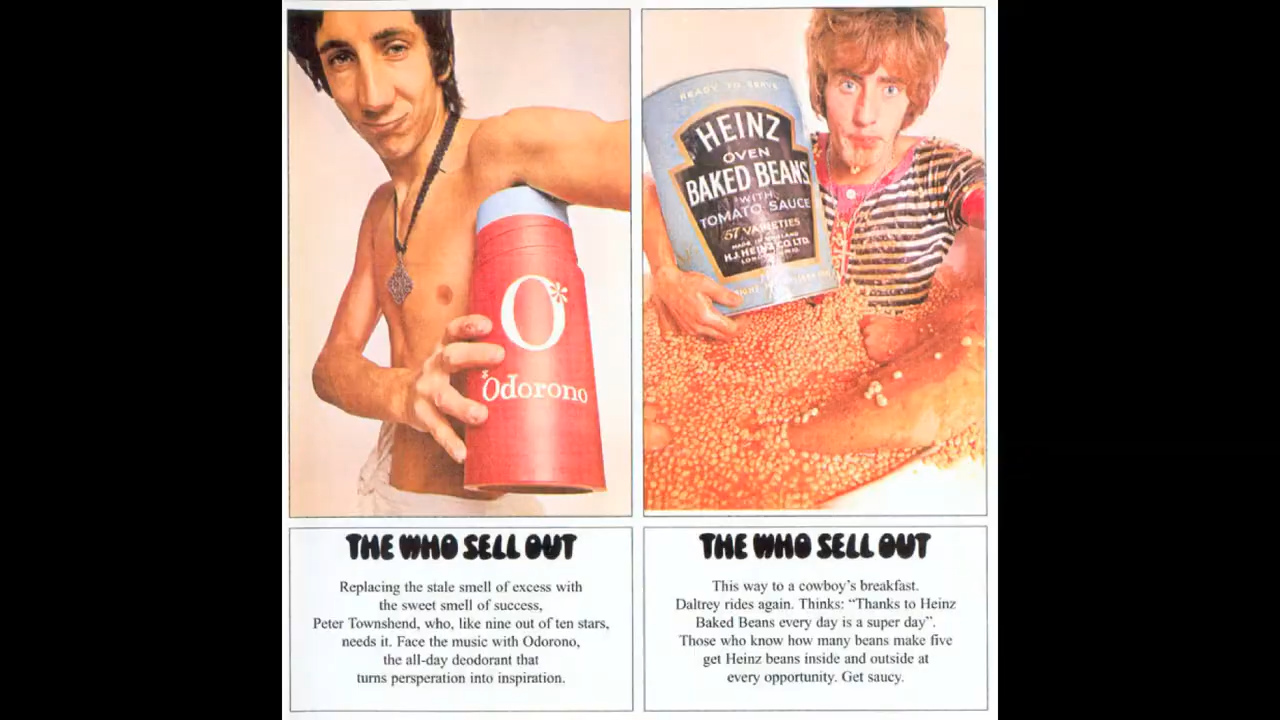 O*
Odorono
READY TO SERVE
HEINZ
OVEN
BAKED BEANS
WITH
TOMATO SAUCE
57 VARIETIES
MADE IN ENGLAND
H.J. HEINZ CO. LTD.
THE WHO SELL OUT
Replacing the stale smell of excess with
the sweet smell of success,
Peter Townshend, who, like nine out of ten stars,
needs it. Face the music with Odorono,
the all-day deodorant that
turns persperation into inspiration.
THE WHO SELL OUT
This way to a cowboy’s breakfast.
Daltrey rides again. Thinks: “Thanks to Heinz
Baked Beans every day is a super day”.
Those who know how many beans make five
get Heinz beans inside and outside at
every opportunity. Get saucy.